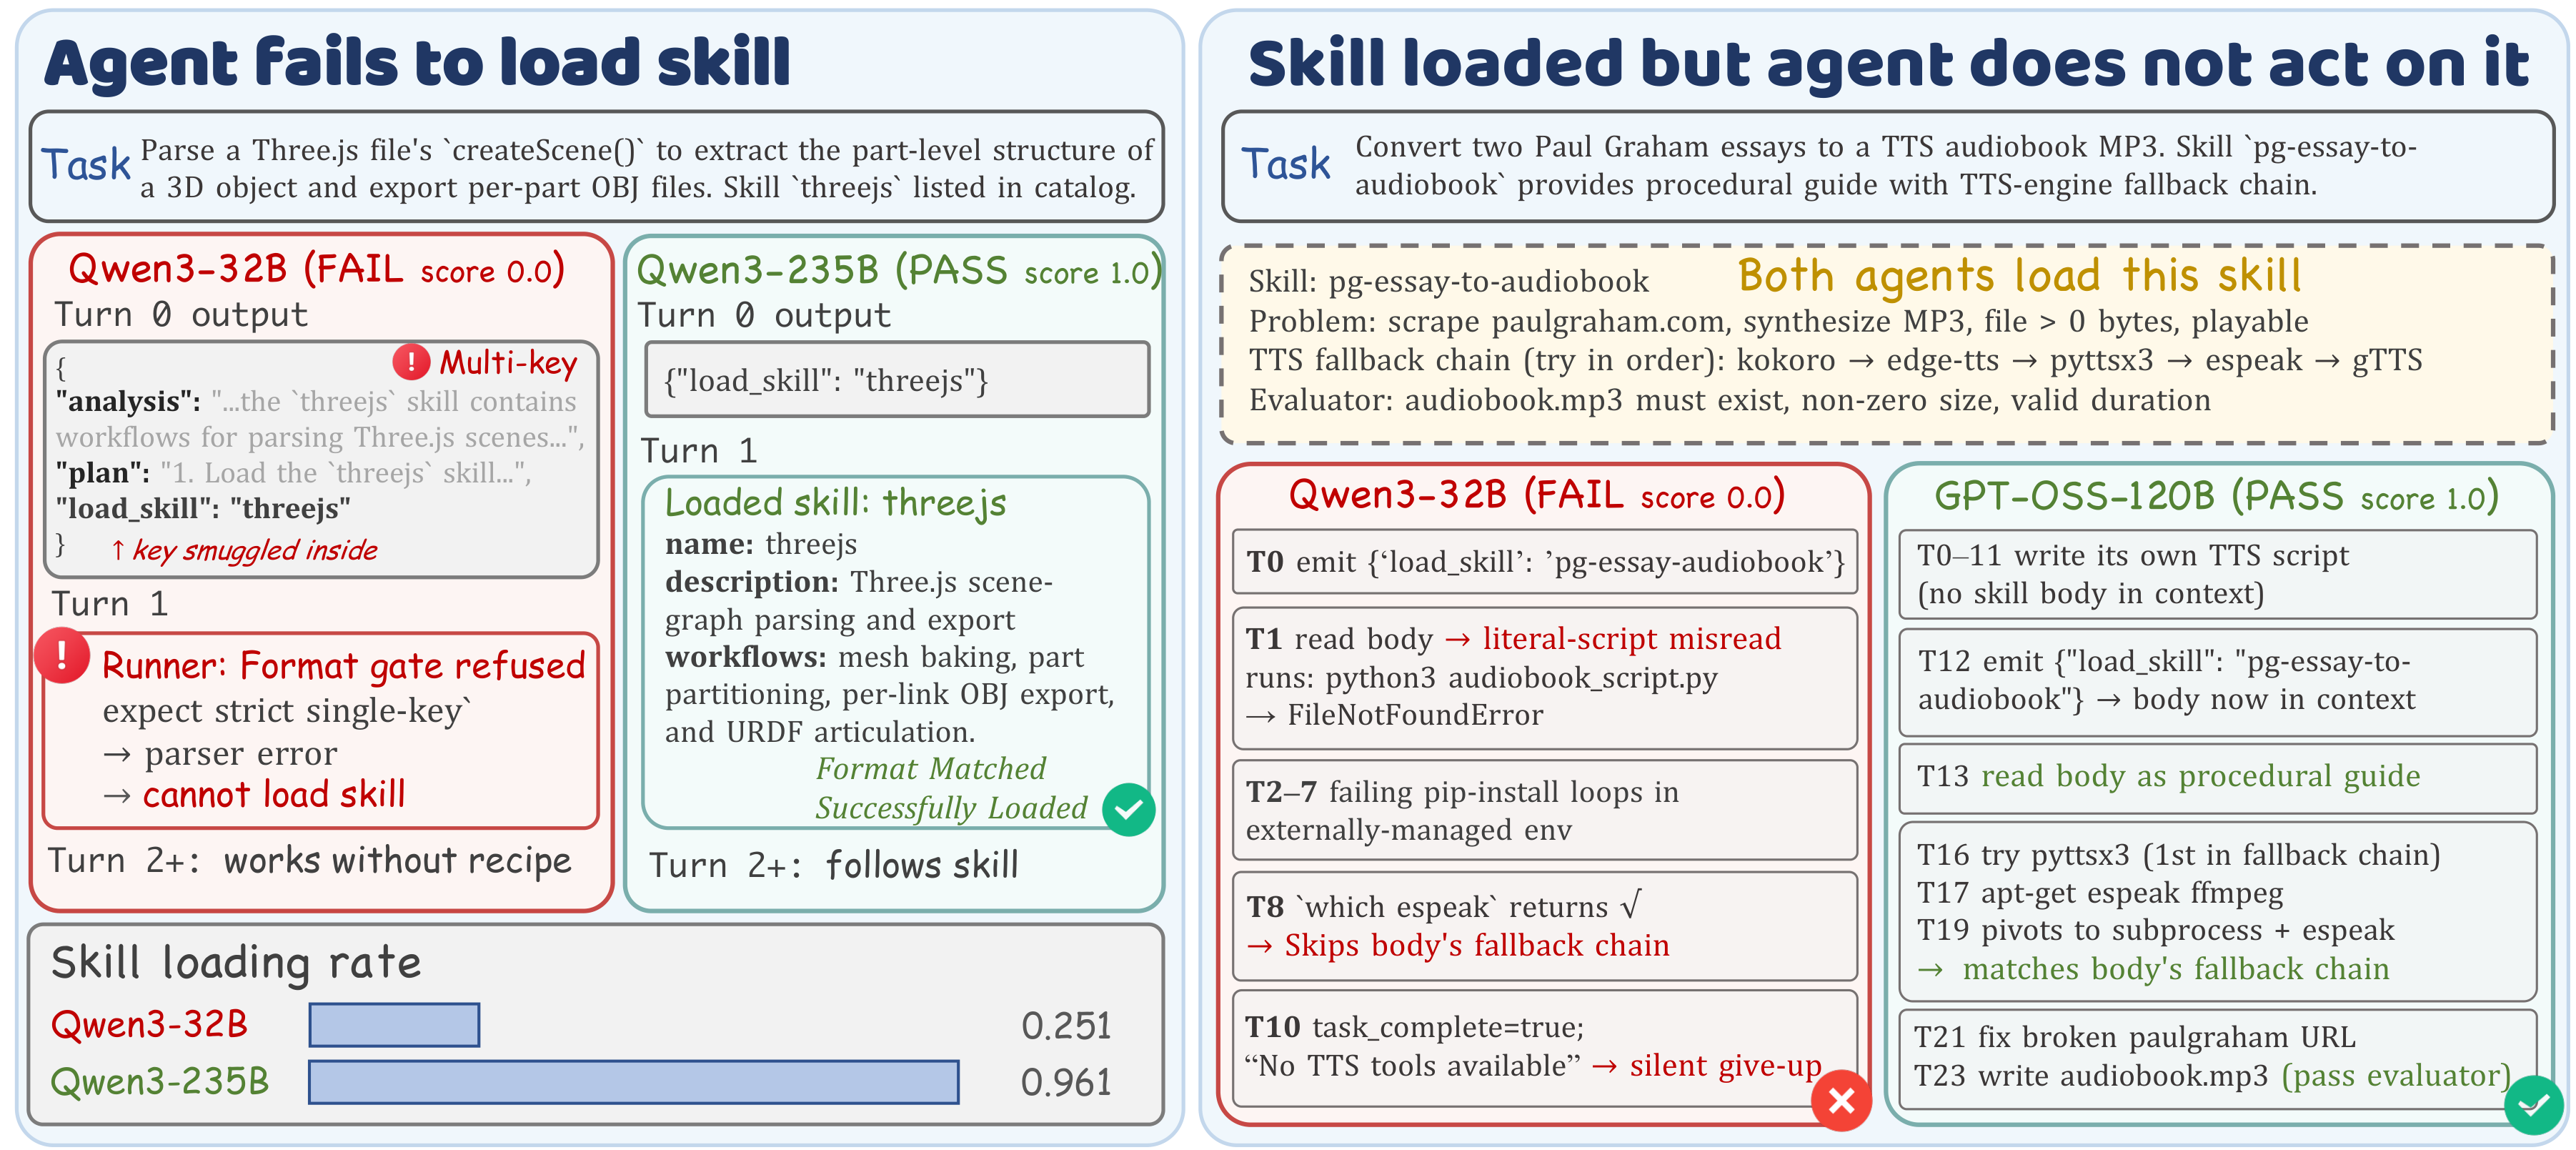 Agent fails to load skill
Task
Parse a Three.js file's `createScene()` to extract the part-level structure of
a 3D object and export per-part OBJ files. Skill `threejs` listed in catalog.
Qwen3-32B (FAIL score 0.0)
Turn 0 output
{
! Multi-key
"analysis": "...the `threejs` skill contains
workflows for parsing Three.js scenes...",
"plan": "1. Load the `threejs` skill...",
"load_skill": "threejs"
}
↑ key smuggled inside
Turn 1
!
Runner: Format gate refused
expect strict single-key`
→ parser error
→ cannot load skill
Turn 2+: works without recipe
Qwen3-235B (PASS score 1.0)
Turn 0 output
{"load_skill": "threejs"}
Turn 1
Loaded skill: threejs
name: threejs
description: Three.js scene-
graph parsing and export
workflows: mesh baking, part
partitioning, per-link OBJ export,
and URDF articulation.
Format Matched
Successfully Loaded
Turn 2+: follows skill
Skill loading rate
Qwen3-32B 0.251
Qwen3-235B 0.961
Skill loaded but agent does not act on it
Task
Convert two Paul Graham essays to a TTS audiobook MP3. Skill `pg-essay-to-
audiobook` provides procedural guide with TTS-engine fallback chain.
Skill: pg-essay-to-audiobook
Both agents load this skill
Problem: scrape paulgraham.com, synthesize MP3, file > 0 bytes, playable
TTS fallback chain (try in order): kokoro → edge-tts → pyttsx3 → espeak → gTTS
Evaluator: audiobook.mp3 must exist, non-zero size, valid duration
Qwen3-32B (FAIL score 0.0)
T0 emit {‘load_skill’: ’pg-essay-audiobook’}
T1 read body → literal-script misread
runs: python3 audiobook_script.py
→ FileNotFoundError
T2–7 failing pip-install loops in
externally-managed env
T8 `which espeak` returns √
→ Skips body's fallback chain
T10 task_complete=true;
“No TTS tools available” → silent give-up
GPT-OSS-120B (PASS score 1.0)
T0–11 write its own TTS script
(no skill body in context)
T12 emit {"load_skill": "pg-essay-to-
audiobook"} → body now in context
T13 read body as procedural guide
T16 try pyttsx3 (1st in fallback chain)
T17 apt-get espeak ffmpeg
T19 pivots to subprocess + espeak
→ matches body's fallback chain
T21 fix broken paulgraham URL
T23 write audiobook.mp3 (pass evaluator)